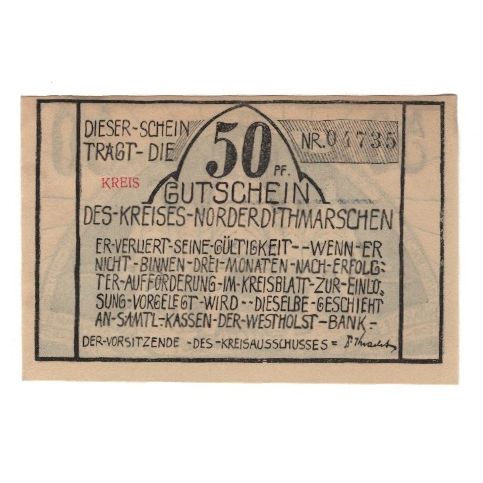 DIESER-SCHEIN
TRAGT-DIE
50
PF.
NR.04735
KREIS
GUTSCHEIN
DES-KREISES-NORDERDITHMARSCHEN
ER-VERLIERT-SEINE-GÜLTIGKEIT--WENN-ER
NICHT-BINNEN-DREI-MONATEN-NACH-ERFOLG-
TER-AUFFORDERUNG-IM-KREISBLATT-ZUR-EINLÖ-
SUNG-VORGELEGT-WIRD--DIESELBE-GESCHIEHT
AN-SAMTL-KASSEN-DER-WESTHOLST-BANK-
DER-VORSITZENDE-DES-KREISAUSSCHUSSES=